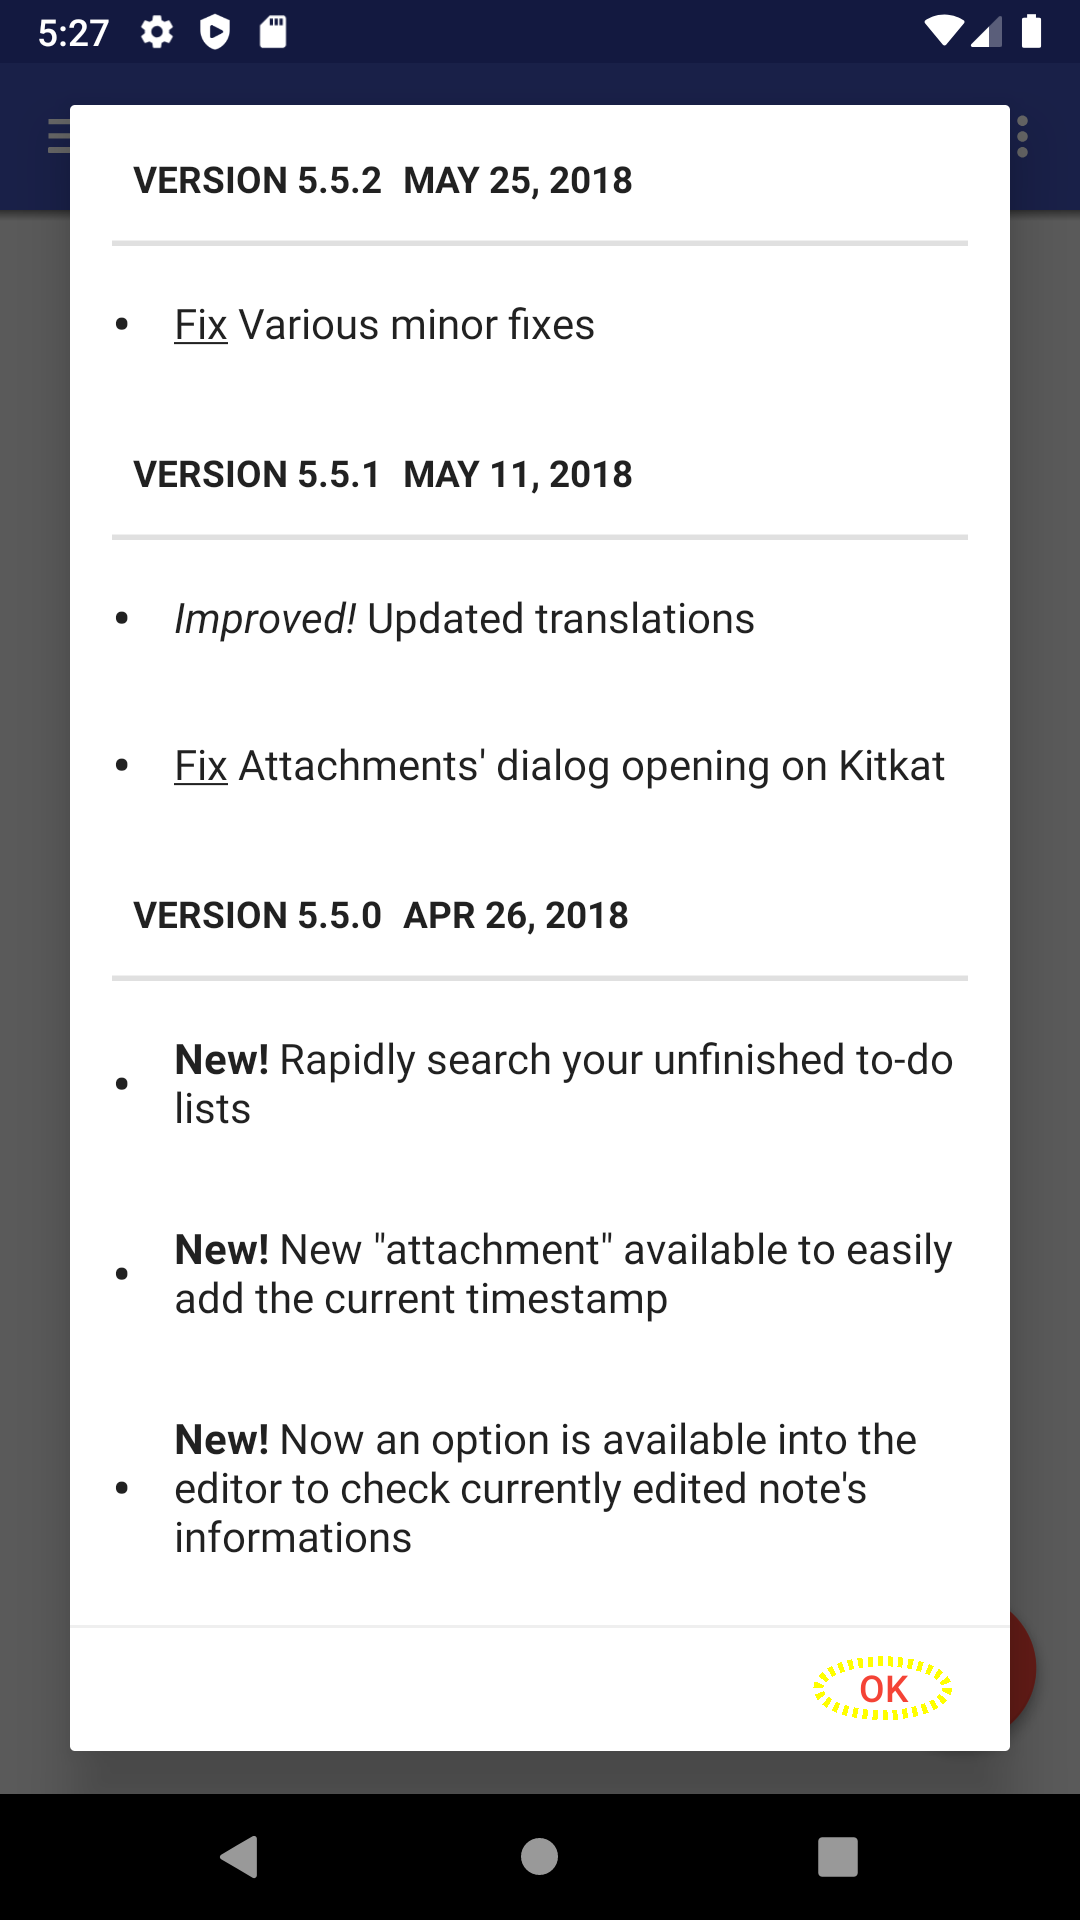 5:27
VERSION 5.5.2 MAY 25, 2018
• Fix Various minor fixes
VERSION 5.5.1 MAY 11, 2018
• Improved! Updated translations
• Fix Attachments' dialog opening on Kitkat
VERSION 5.5.0 APR 26, 2018
• New! Rapidly search your unfinished to-do
lists
• New! New "attachment" available to easily
add the current timestamp
• New! Now an option is available into the
editor to check currently edited note's
informations
OK